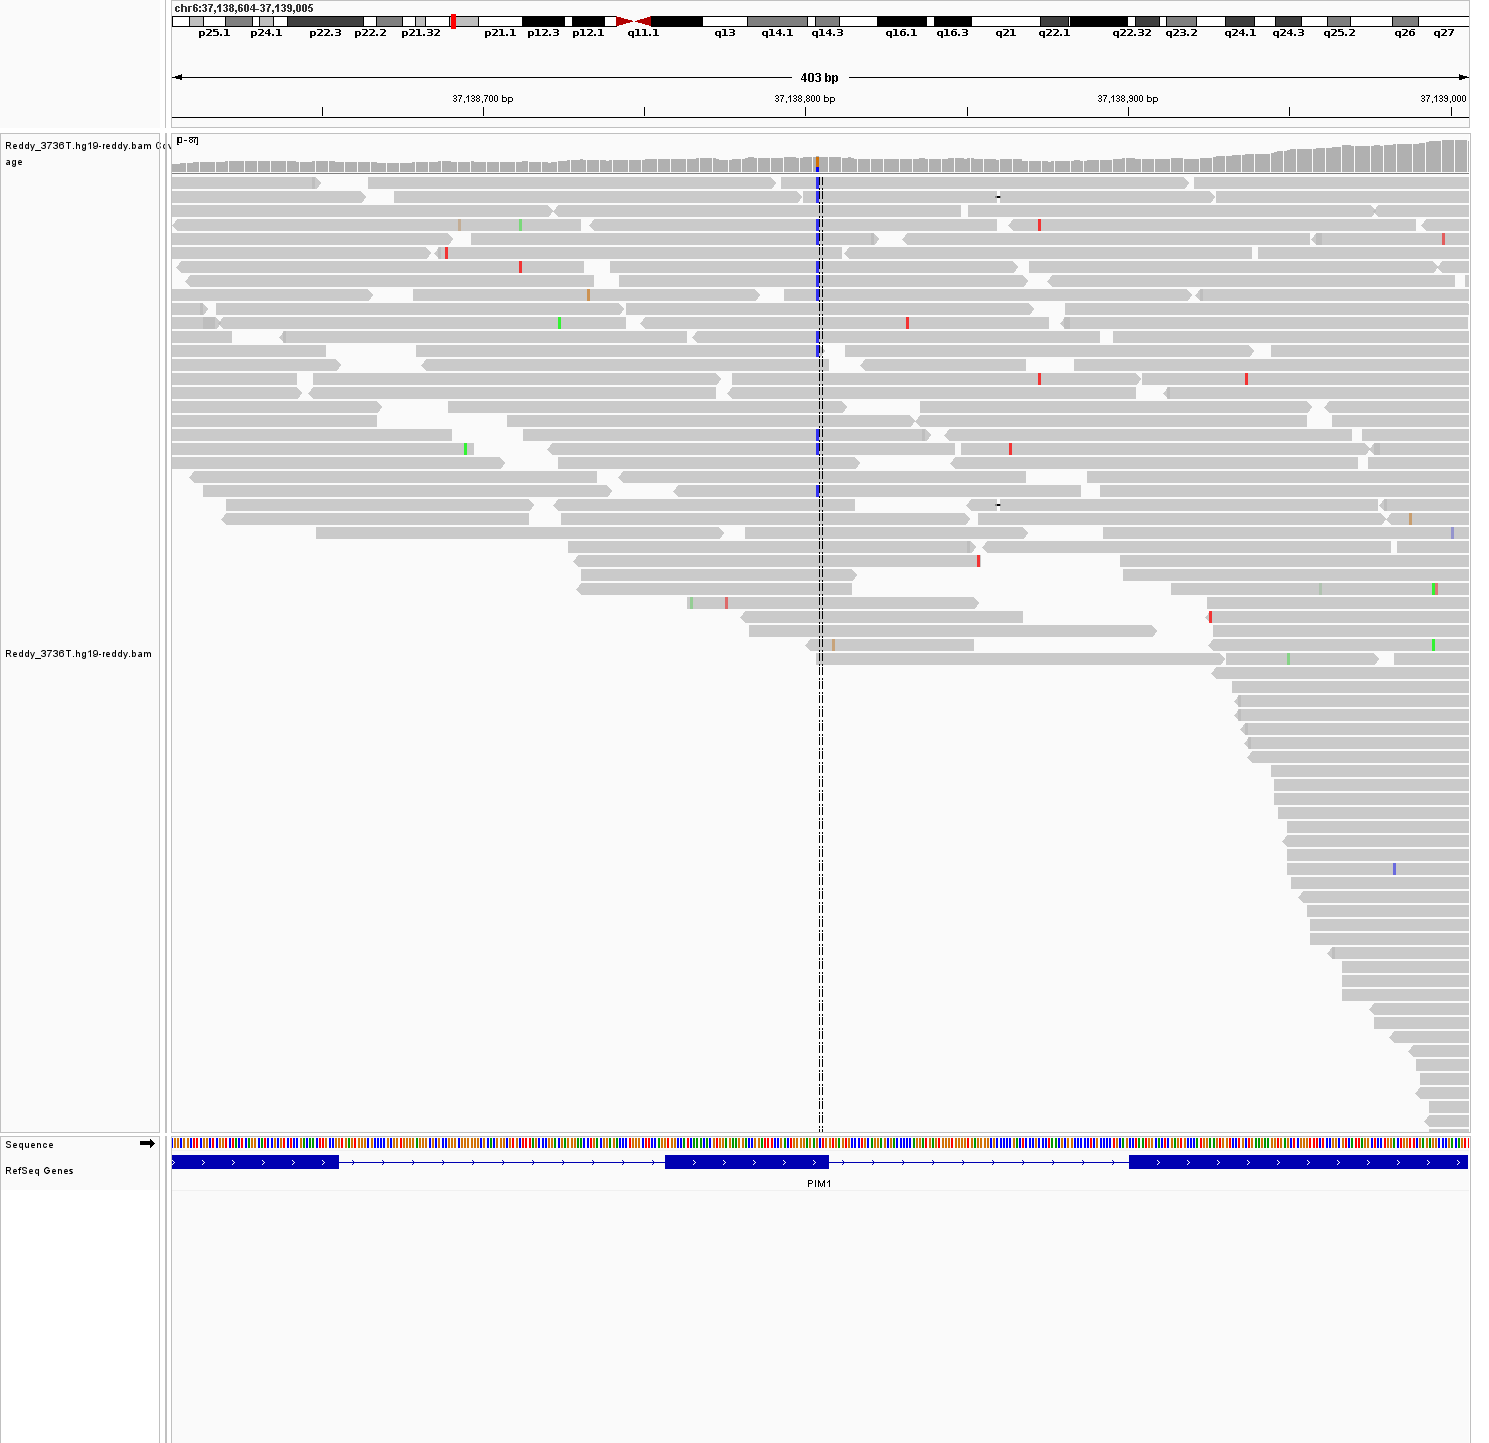 chr6:37,138,604-37,139,005
p25.1 p24.1 p22.3 p22.2 p21.32 p21.1 p12.3 p12.1 q11.1 q13 q14.1 q14.3 q16.1 q16.3 q21 q22.1 q22.32 q23.2 q24.1 q24.3 q25.2 q26 q27
403 bp
37,138,700 bp 37,138,800 bp 37,138,900 bp 37,139,000
[0 - 87]
Reddy_3736T.hg19-reddy.bam Cov
age
Reddy_3736T.hg19-reddy.bam
Sequence
RefSeq Genes
PIM1